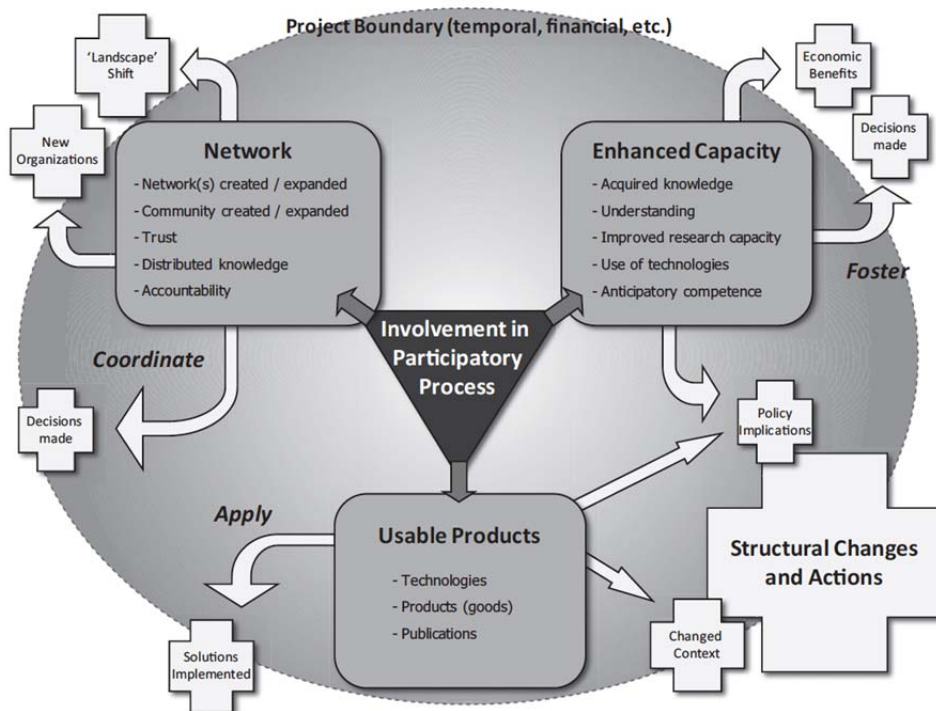 Project Boundary (temporal, financial, etc.)
‘Landscape’
Shift
New
Organizations
Economic
Benefits
Decisions
made
Network
- Network(s) created / expanded
- Community created / expanded
- Trust
- Distributed knowledge
- Accountability
Enhanced Capacity
- Acquired knowledge
- Understanding
- Improved research capacity
- Use of technologies
- Anticipatory competence
Foster
Involvement in
Participatory
Process
Coordinate
Decisions
made
Policy
Implications
Apply
Usable Products
- Technologies
- Products (goods)
- Publications
Structural Changes
and Actions
Solutions
Implemented
Changed
Context